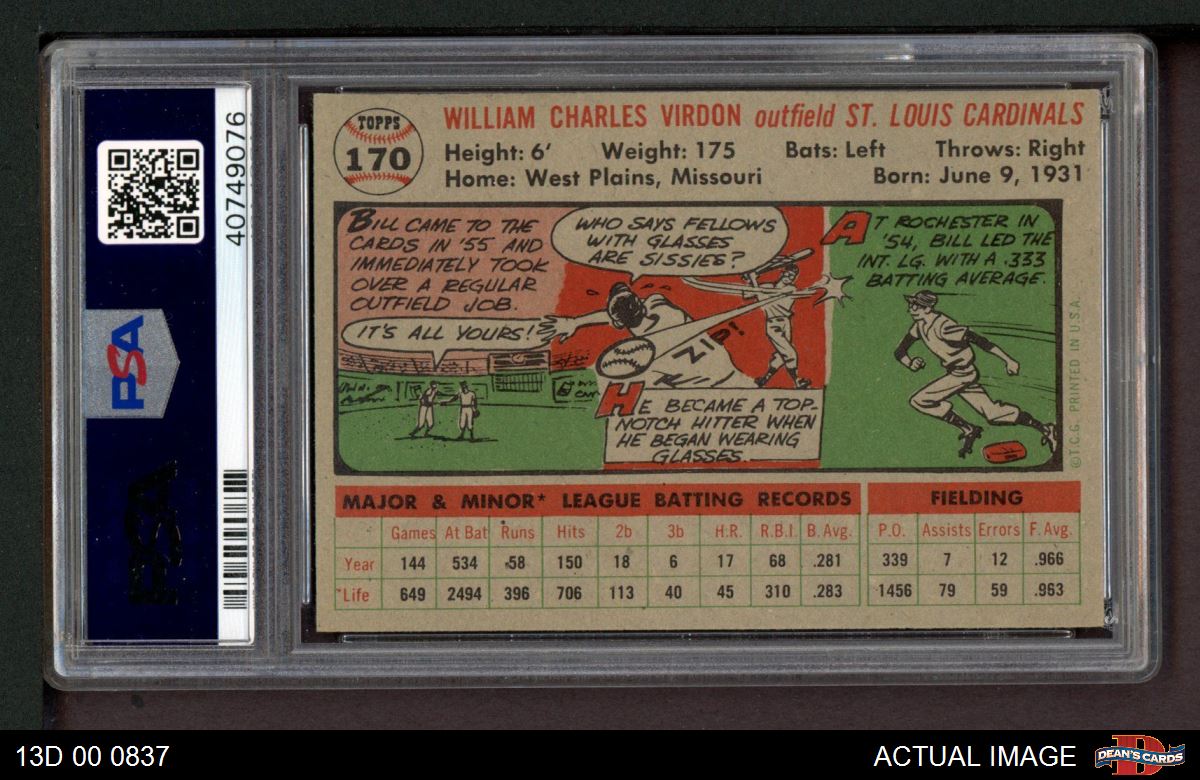 40749076
PSA
TOPPS
170
WILLIAM CHARLES VIRDON outfield ST. LOUIS CARDINALS
Height: 6' Weight: 175 Bats: Left Throws: Right
Home: West Plains, Missouri Born: June 9, 1931
BILL CAME TO THE
CARDS IN '55 AND
IMMEDIATELY TOOK
OVER A REGULAR
OUTFIELD JOB.
IT'S ALL YOURS!
WHO SAYS FELLOWS
WITH GLASSES
ARE SISSIES?
ZIP!
HE BECAME A TOP-
NOTCH HITTER WHEN
HE BEGAN WEARING
GLASSES.
AT ROCHESTER IN
'54, BILL LED THE
INT. LG. WITH A .333
BATTING AVERAGE.
©T.C.G. PRINTED IN U.S.A.
MAJOR & MINOR* LEAGUE BATTING RECORDS FIELDING
Games At Bat Runs Hits 2b 3b H.R. R.B.I. B. Avg. P.O. Assists Errors F. Avg.
Year 144 534 58 150 18 6 17 68 .281 339 7 12 .966
*Life 649 2494 396 706 113 40 45 310 .283 1456 79 59 .963
13D 00 0837
ACTUAL IMAGE
DEAN'S CARDS